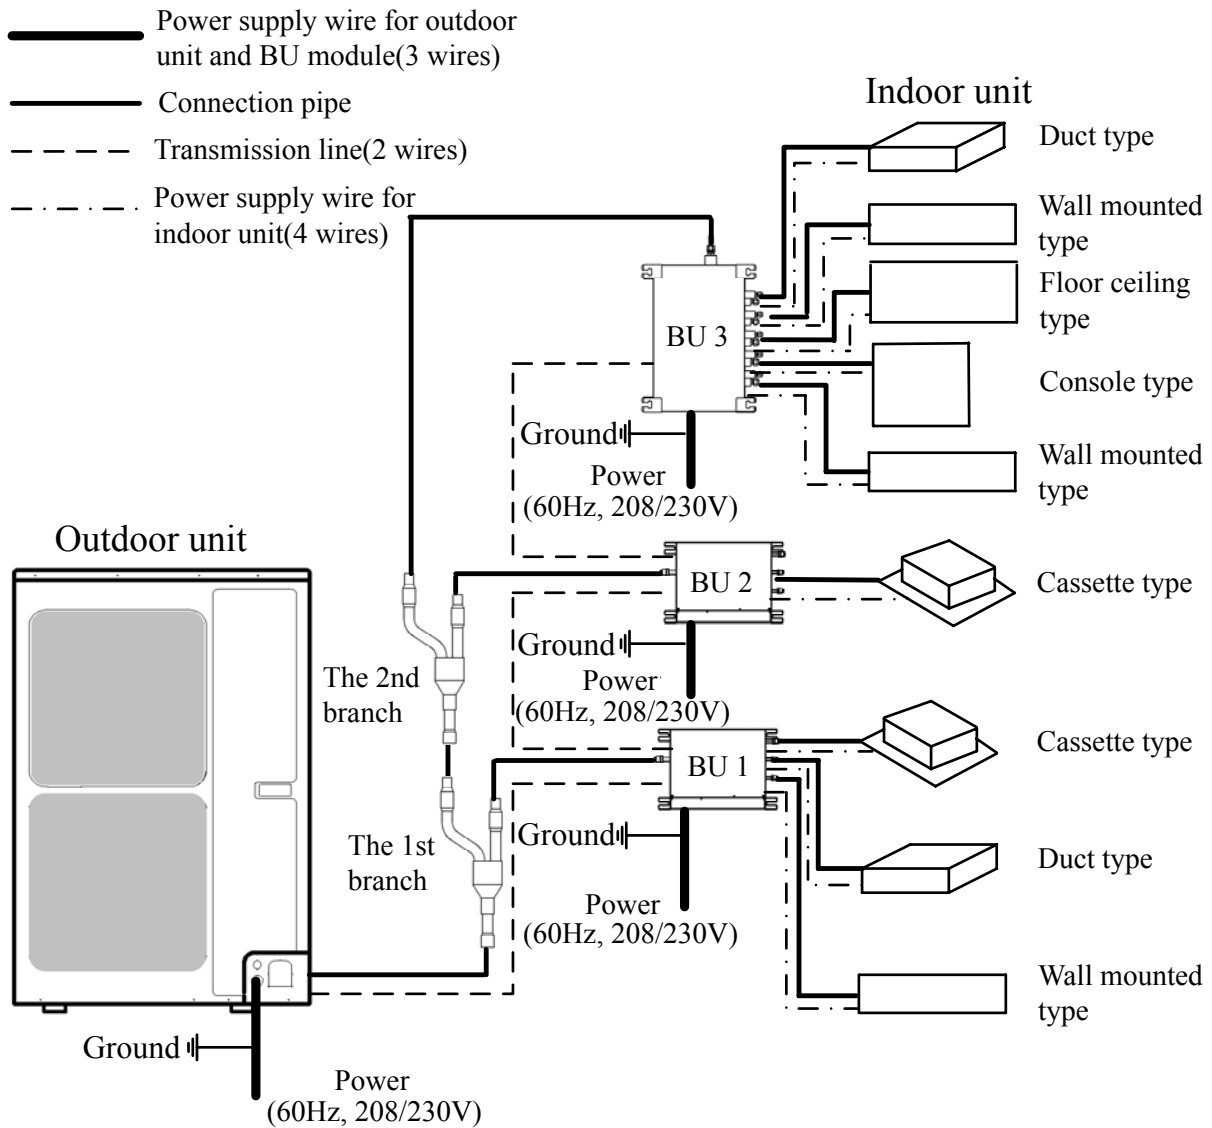 Power supply wire for outdoor
unit and BU module(3 wires)
Connection pipe
Transmission line(2 wires)
Power supply wire for
indoor unit(4 wires)
Indoor unit
Duct type
Wall mounted
type
Floor ceiling
type
BU 3
Console type
Ground
Wall mounted
type
Power
(60Hz, 208/230V)
Outdoor unit
BU 2
Cassette type
Ground
The 2nd
branch
Power
(60Hz, 208/230V)
Cassette type
BU 1
Ground
The 1st
branch
Duct type
Power
(60Hz, 208/230V)
Wall mounted
type
Ground
Power
(60Hz, 208/230V)